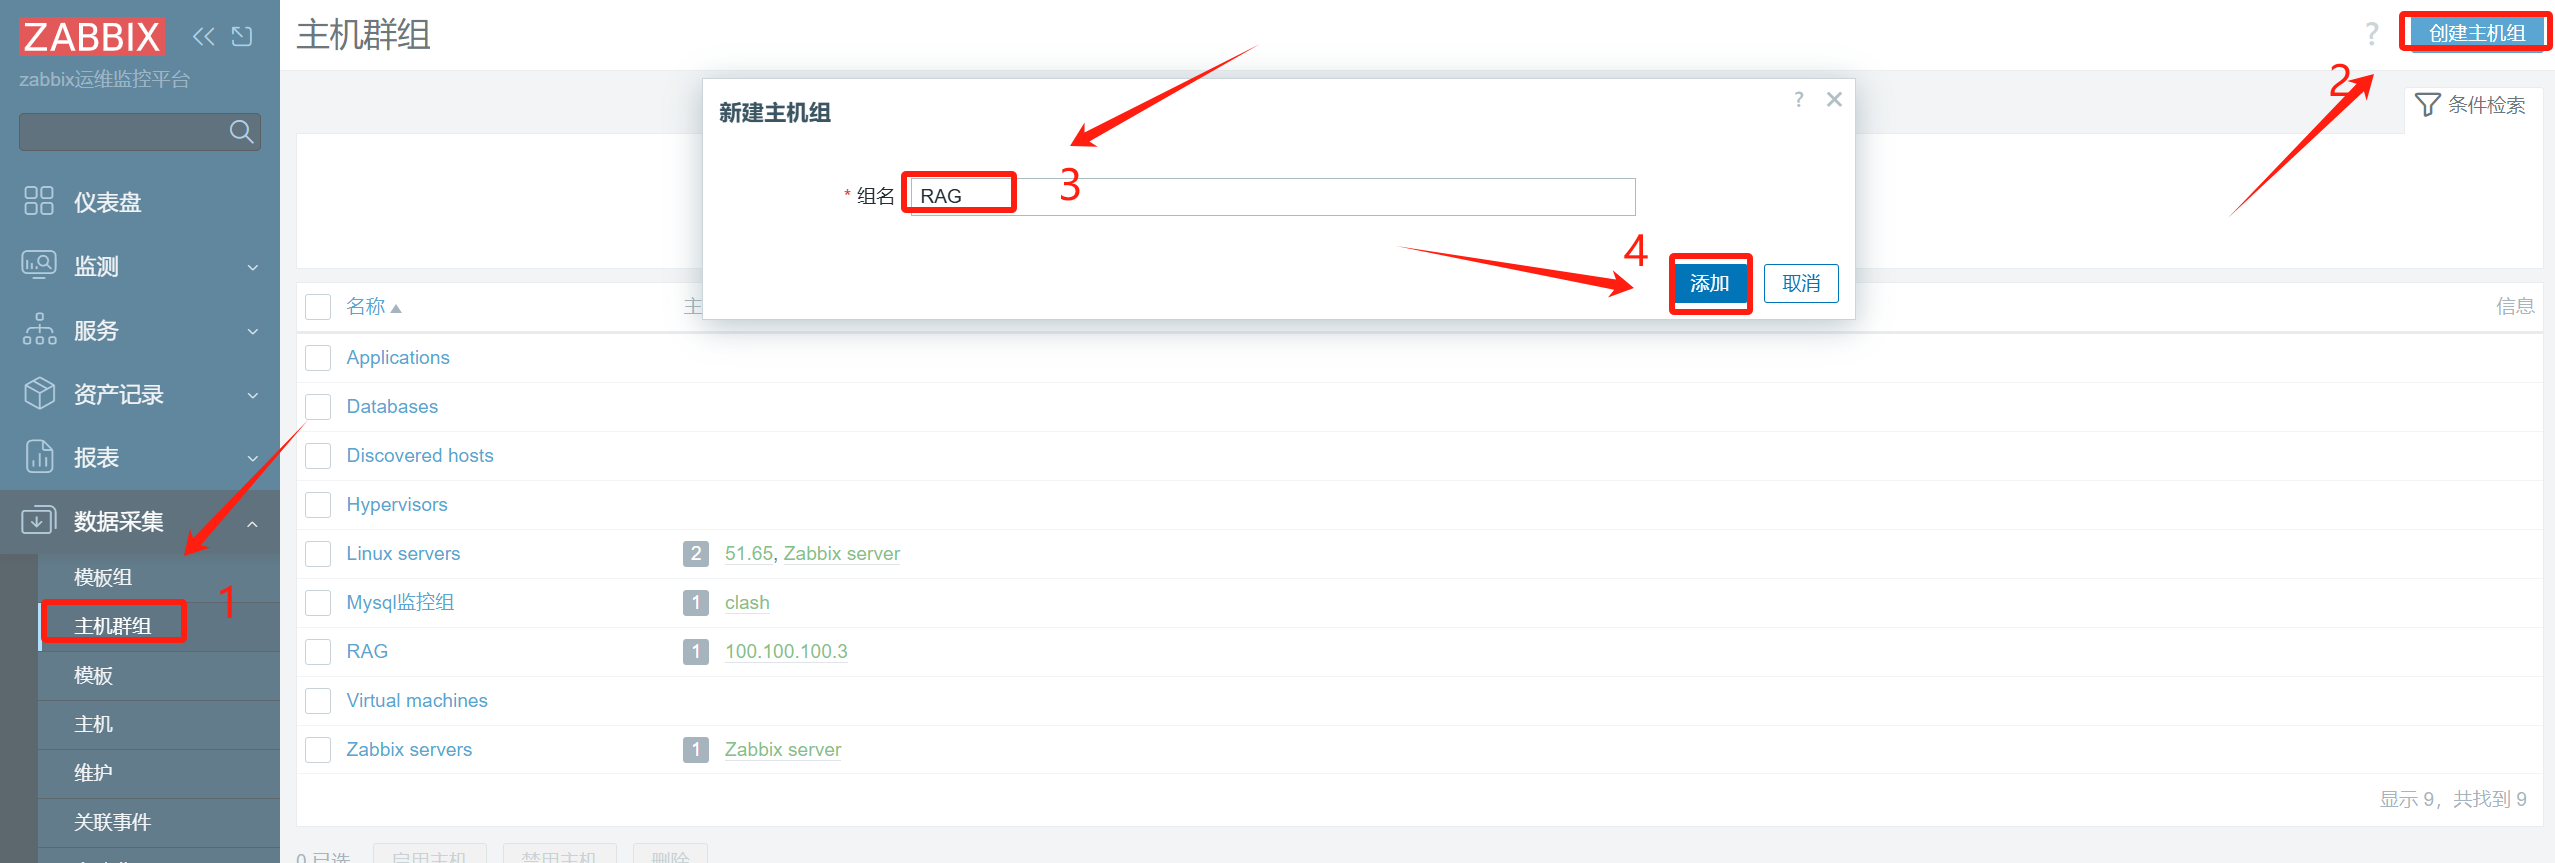 ZABBIX
zabbix运维监控平台
仪表盘
监测
服务
资产记录
报表
数据采集
模板组
主机群组
1
模板
主机
维护
关联事件
主机群组
?
创建主机组
2
条件检索
新建主机组
?
* 组名 RAG
3
4
添加 取消
名称 主 信息
Applications
Databases
Discovered hosts
Hypervisors
Linux servers 2 51.65, Zabbix server
Mysql监控组 1 clash
RAG 1 100.100.100.3
Virtual machines
Zabbix servers 1 Zabbix server
显示 9，共找到 9
0 已选 启用主机 禁用主机 删除